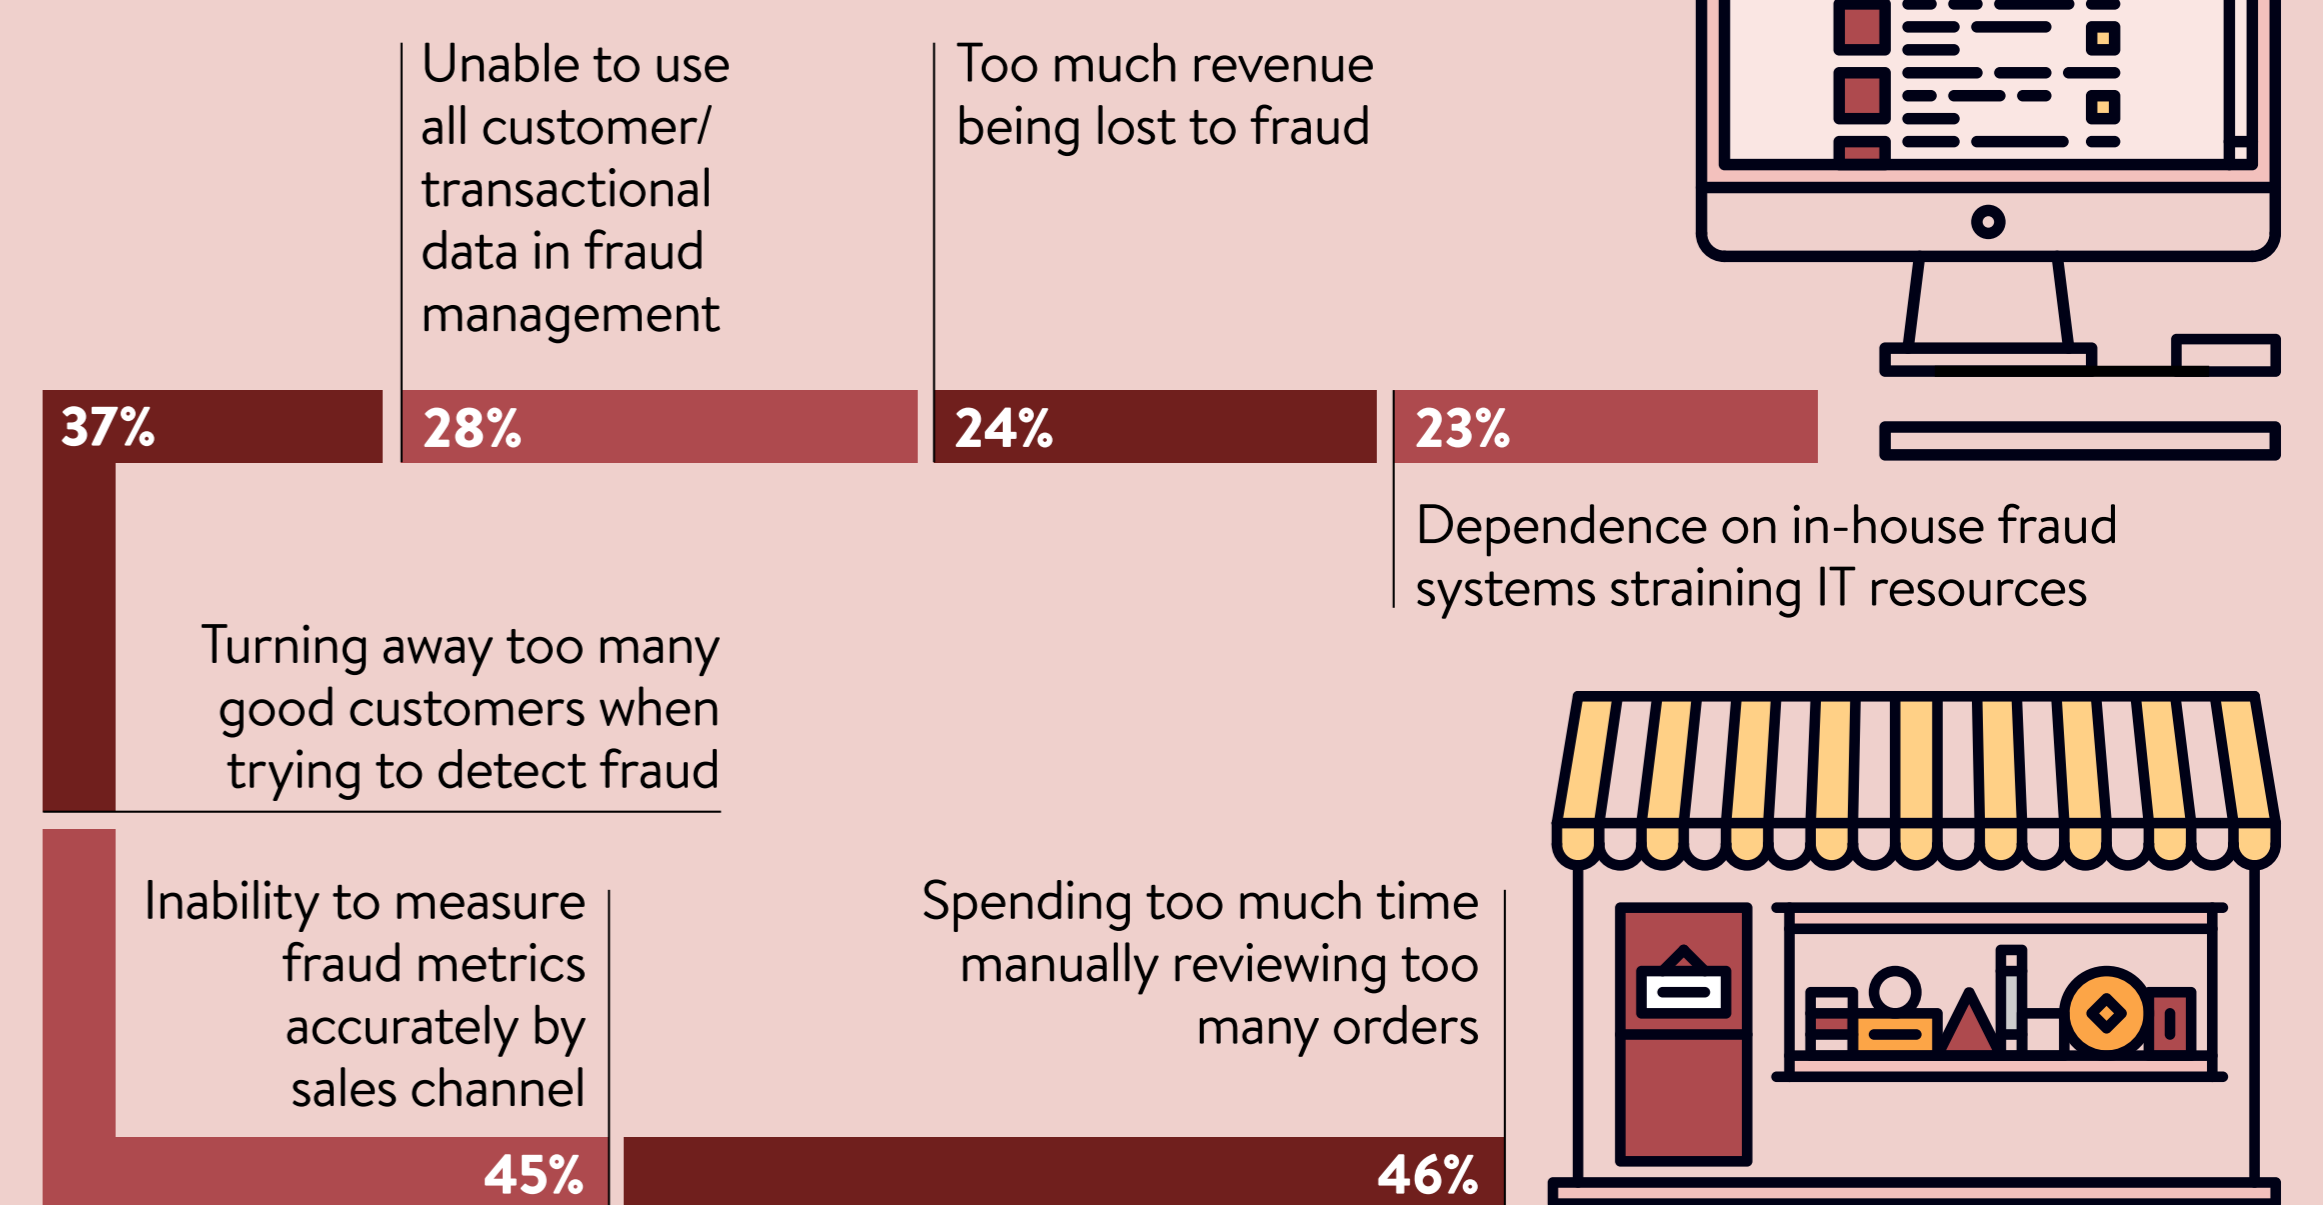 Unable to use
all customer/
transactional
data in fraud
management
Too much revenue
being lost to fraud
37%
28%
24%
23%
Dependence on in-house fraud
systems straining IT resources
Turning away too many
good customers when
trying to detect fraud
Inability to measure
fraud metrics
accurately by
sales channel
45%
Spending too much time
manually reviewing too
many orders
46%